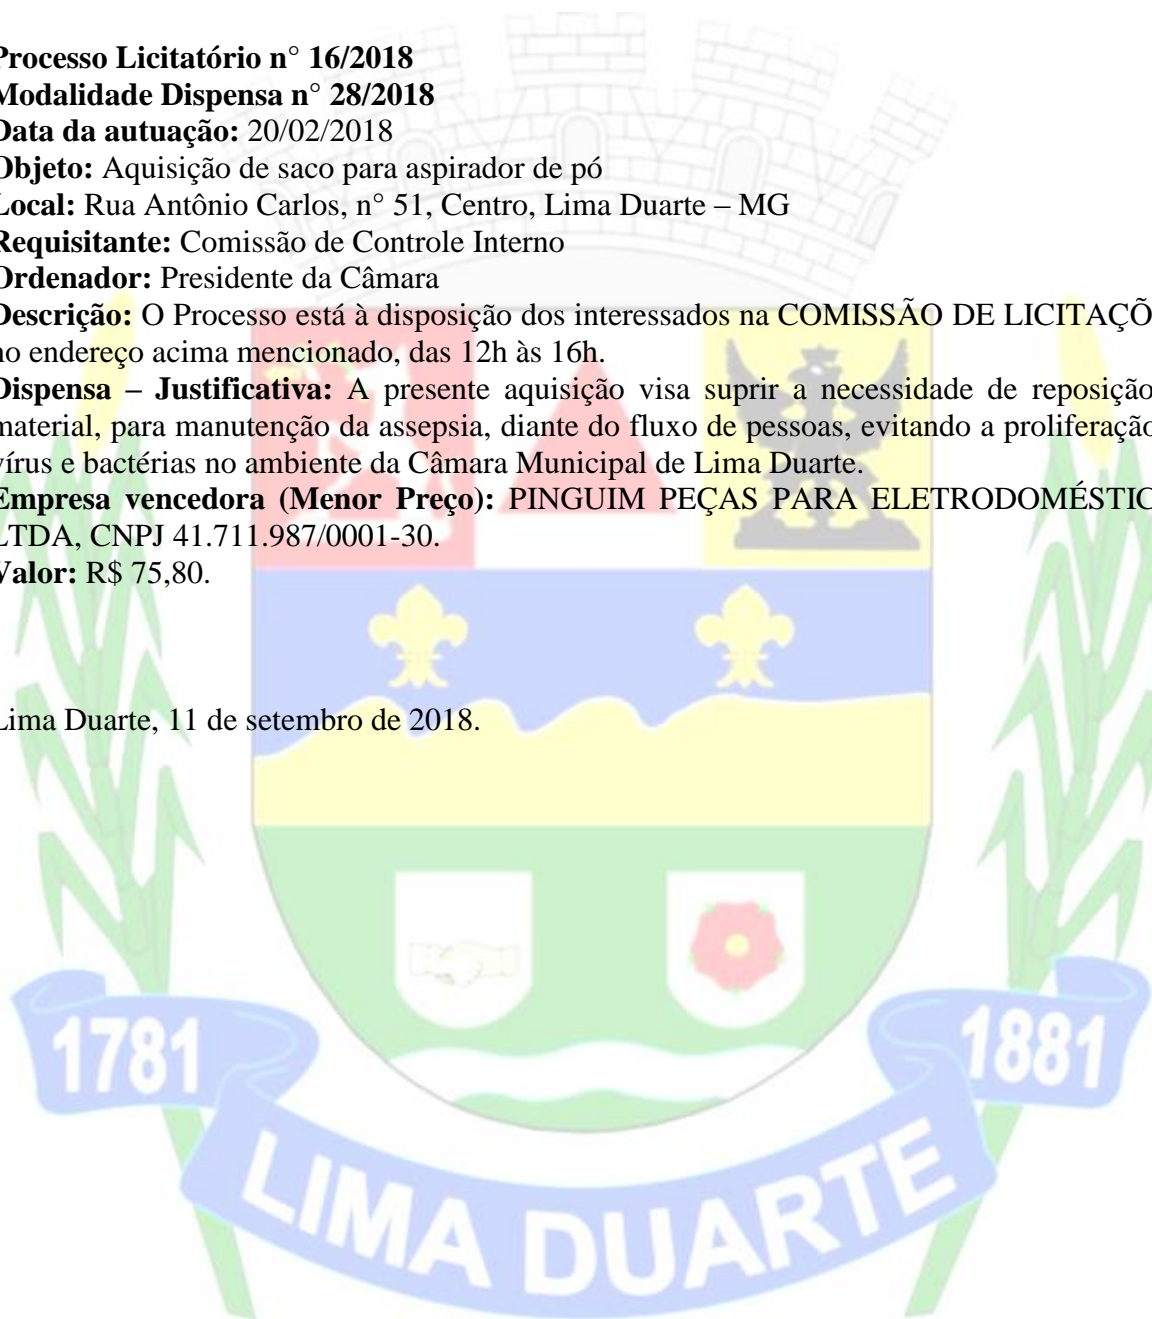 Processo Licitatório n° 16/2018
Modalidade Dispensa n° 28/2018
Data da autuação: 20/02/2018
Objeto: Aquisição de saco para aspirador de pó
Local: Rua Antônio Carlos, n° 51, Centro, Lima Duarte – MG
Requisitante: Comissão de Controle Interno
Ordenador: Presidente da Câmara
Descrição: O Processo está à disposição dos interessados na COMISSÃO DE LICITAÇÕ
no endereço acima mencionado, das 12h às 16h.
Dispensa – Justificativa: A presente aquisição visa suprir a necessidade de reposição
material, para manutenção da assepsia, diante do fluxo de pessoas, evitando a proliferação
vírus e bactérias no ambiente da Câmara Municipal de Lima Duarte.
Empresa vencedora (Menor Preço): PINGUIM PEÇAS PARA ELETRODOMÉSTIC
LTDA, CNPJ 41.711.987/0001-30.
Valor: R$ 75,80.
Lima Duarte, 11 de setembro de 2018.
1781
1881
LIMA DUARTE